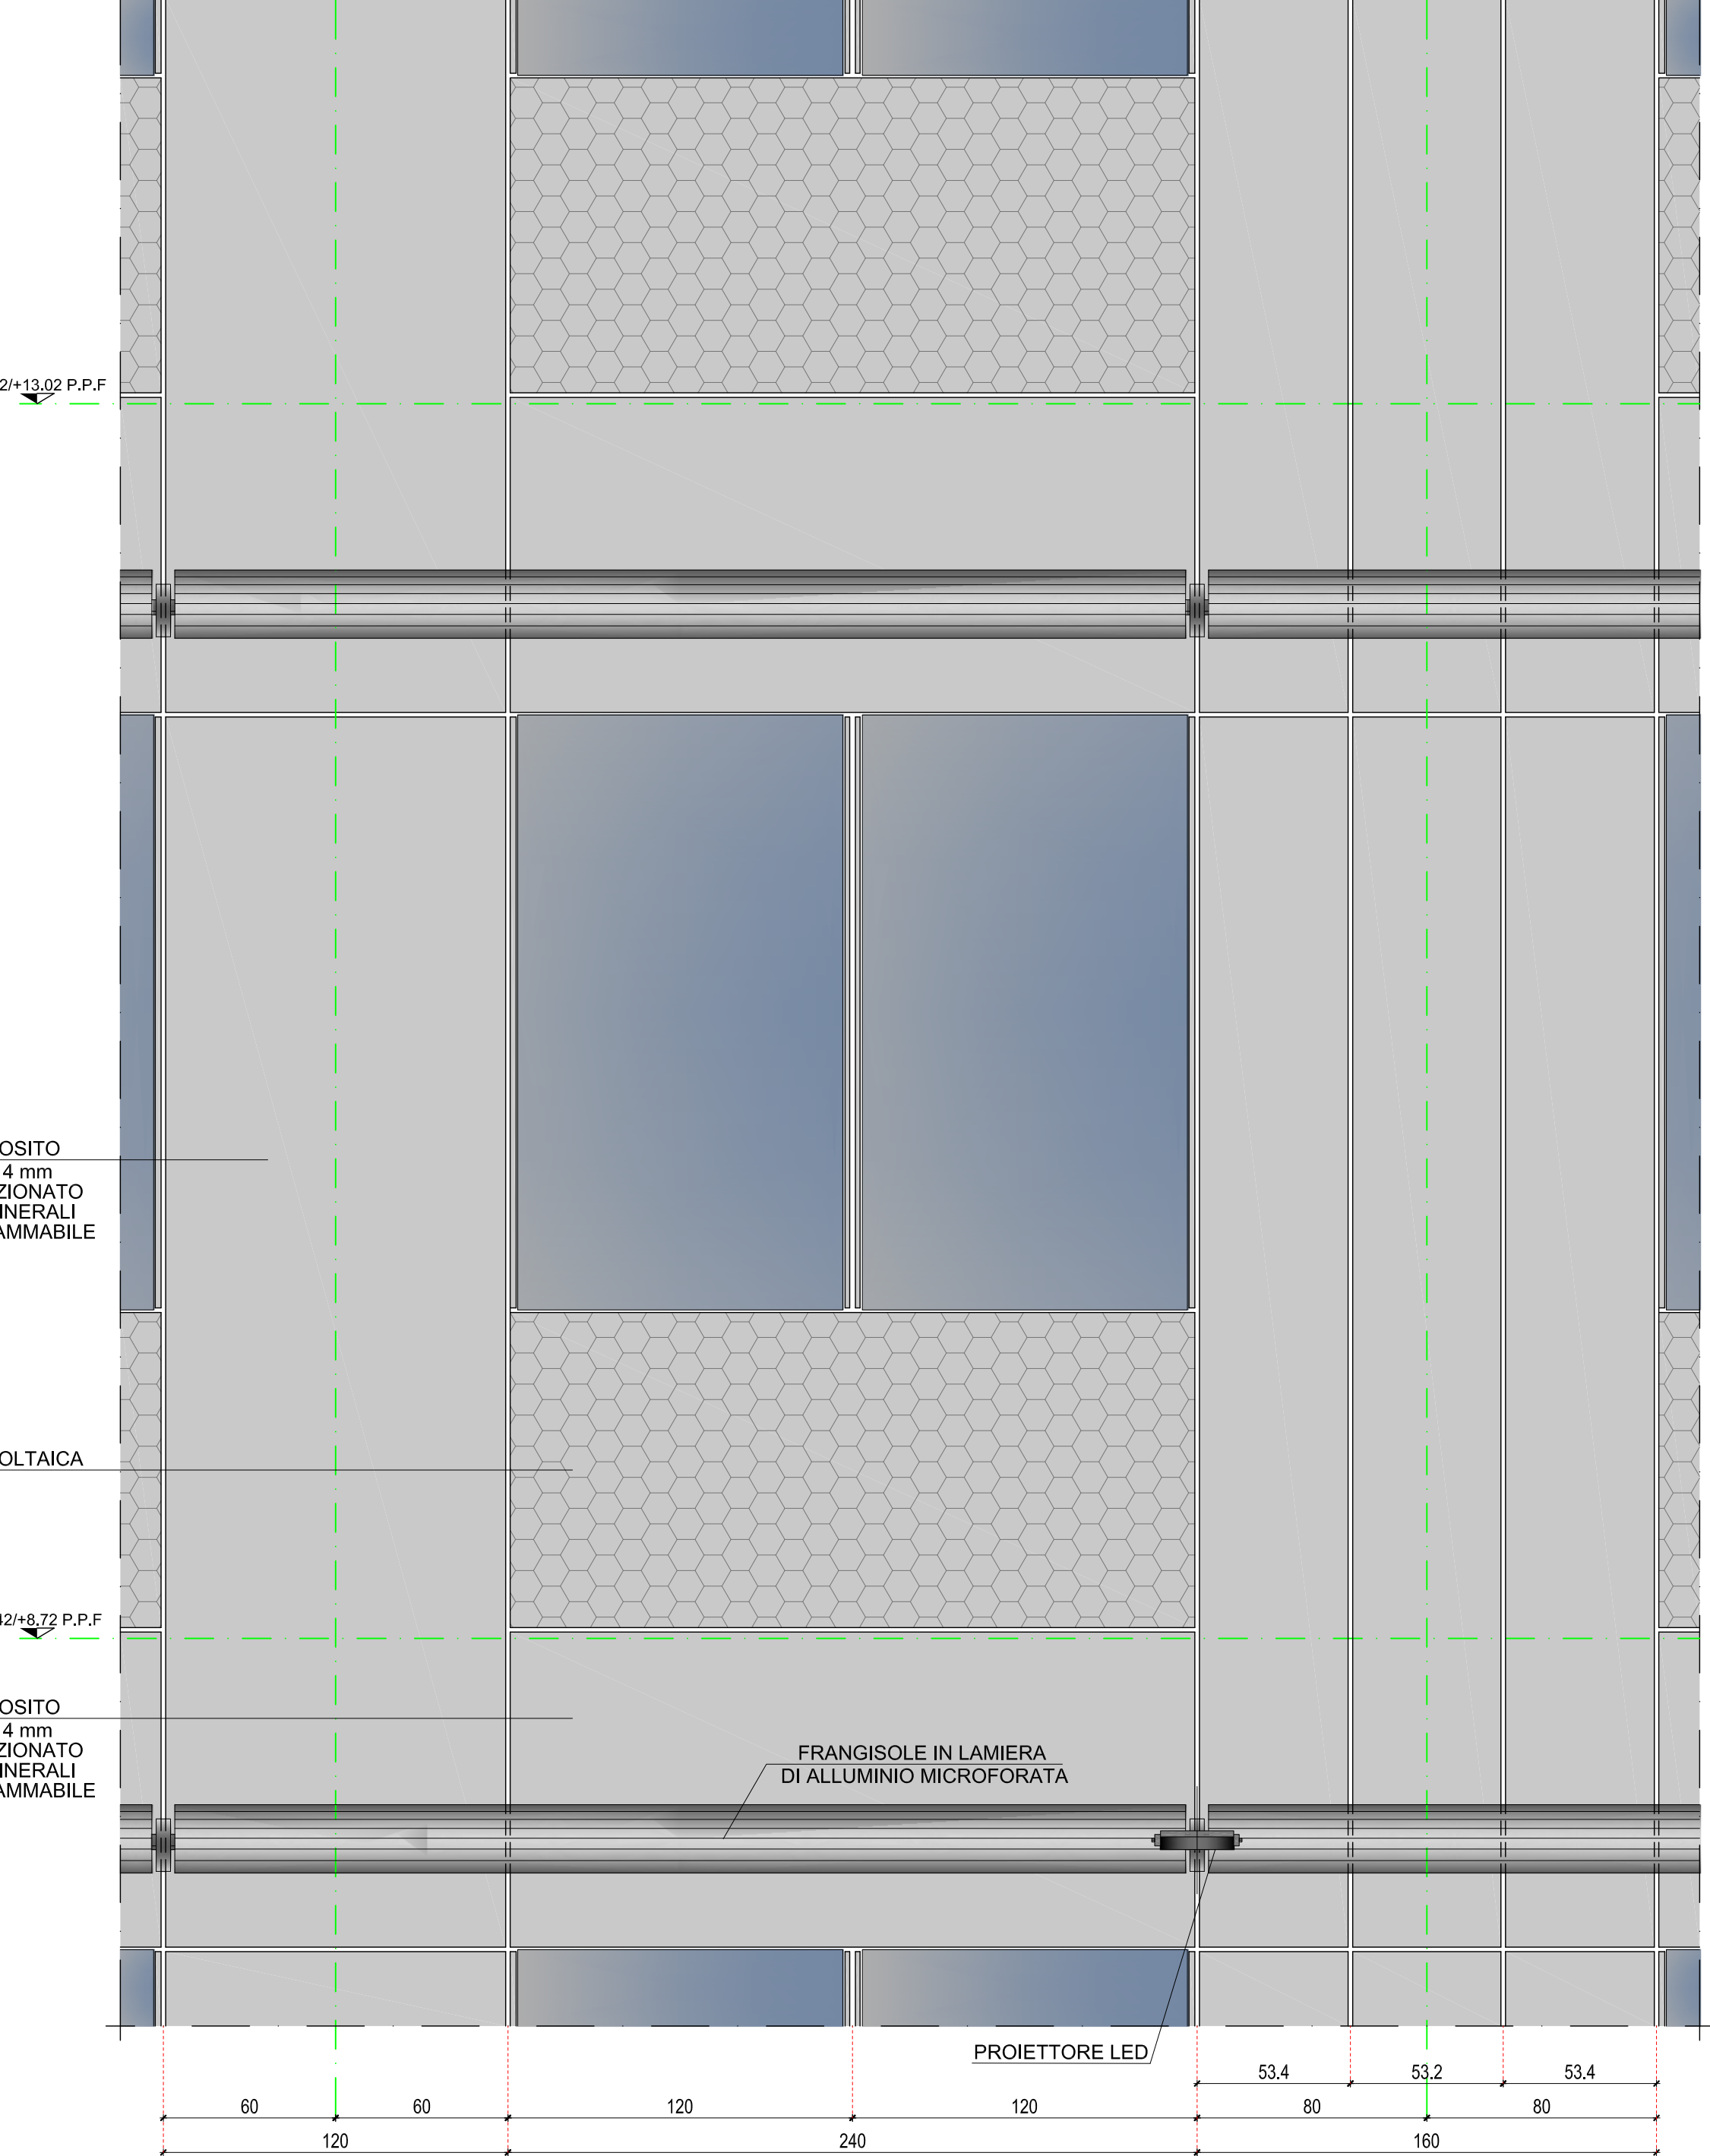 2/+13.02 P.P.F
OSITO
4 mm
ZIONATO
INERALI
AMMABILE
OLTAICA
42/+8.72 P.P.F
OSITO
4 mm
ZIONATO
INERALI
AMMABILE
FRANGISOLE IN LAMIERA
DI ALLUMINIO MICROFORATA
PROIETTORE LED
53.4 53.2 53.4
60 60 120 120 80 80
120 240 160